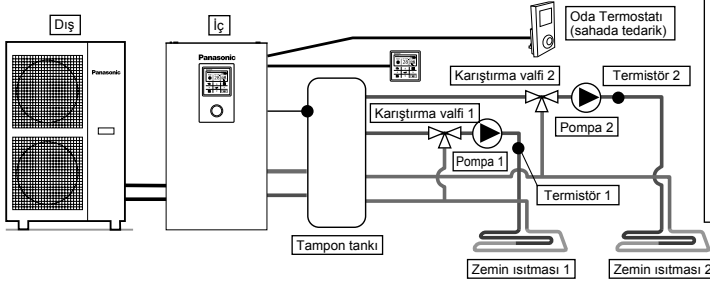 Dış
İç
Oda Termostatı
(sahada tedarik)
Panasonic
Panasonic
Karıştırma valfi 2
Termistör 2
Karıştırma valfi 1
Pompa 2
Pompa 1
Termistör 1
Tampon tankı
Zemin ısıtması 1
Zemin ısıtması 2